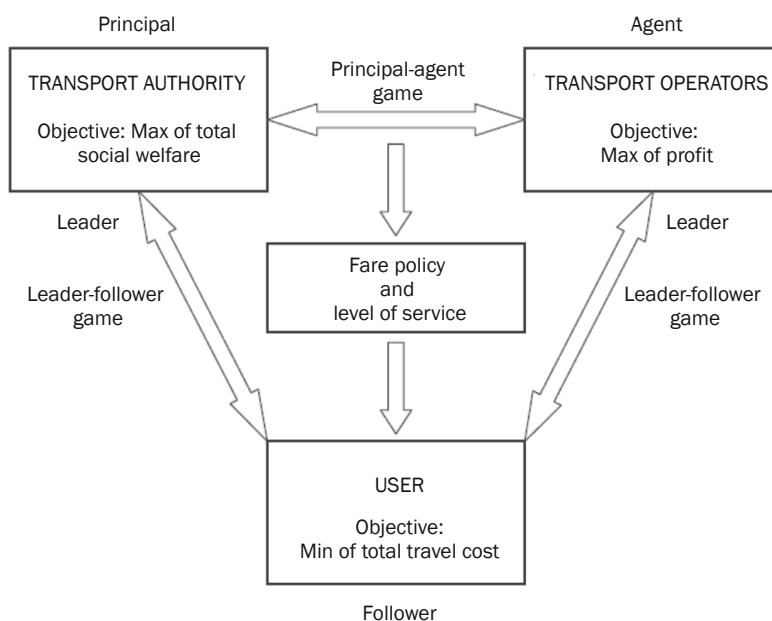 Principal
Agent
TRANSPORT AUTHORITY
Objective: Max of total
social welfare
Principal-agent
game
TRANSPORT OPERATORS
Objective:
Max of profit
Leader
Leader
Leader-follower
game
Fare policy
and
level of service
Leader-follower
game
USER
Objective:
Min of total travel cost
Follower